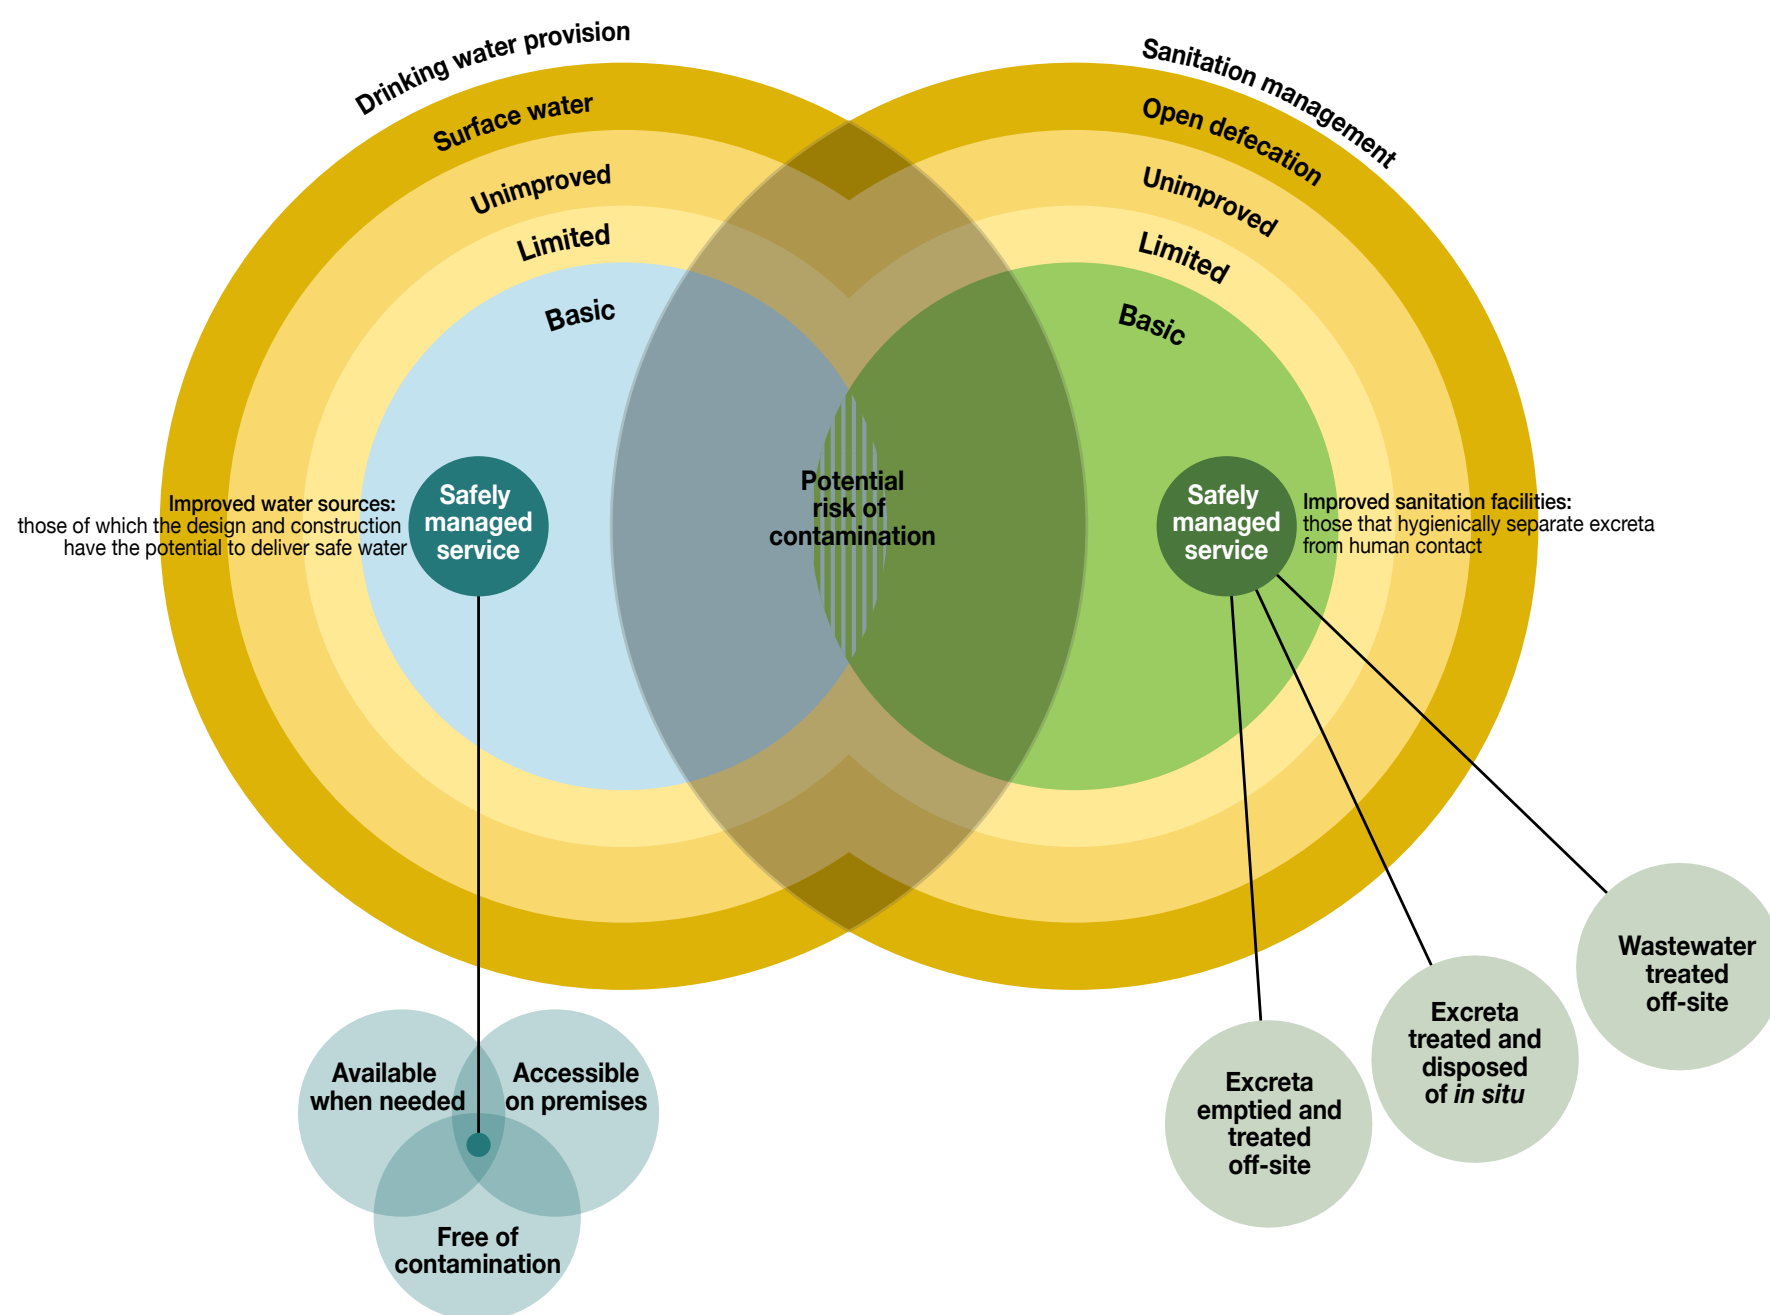 Drinking water provision
Surface water
Unimproved
Limited
Basic
Improved water sources:
those of which the design and construction
have the potential to deliver safe water
Safely
managed
service
Available
when needed
Accessible
on premises
Free of
contamination
Potential
risk of
contamination
Sanitation management
Open defecation
Unimproved
Limited
Basic
Safely
managed
service
Improved sanitation facilities:
those that hygienically separate excreta
from human contact
Excreta
emptied and
treated
off-site
Excreta
treated and
disposed
of in situ
Wastewater
treated
off-site